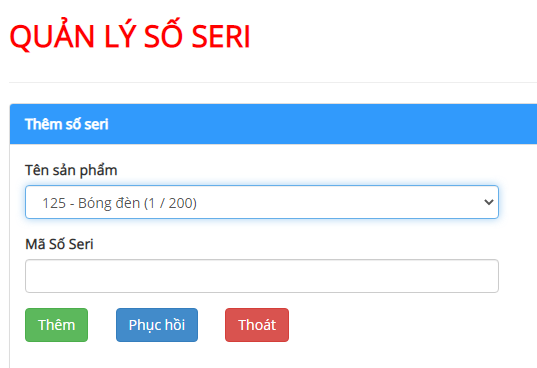 QUẢN LÝ SỐ SERI
Thêm số seri
Tên sản phẩm
125 - Bóng đèn (1 / 200)
Mã Số Seri
Thêm Phục hồi Thoát